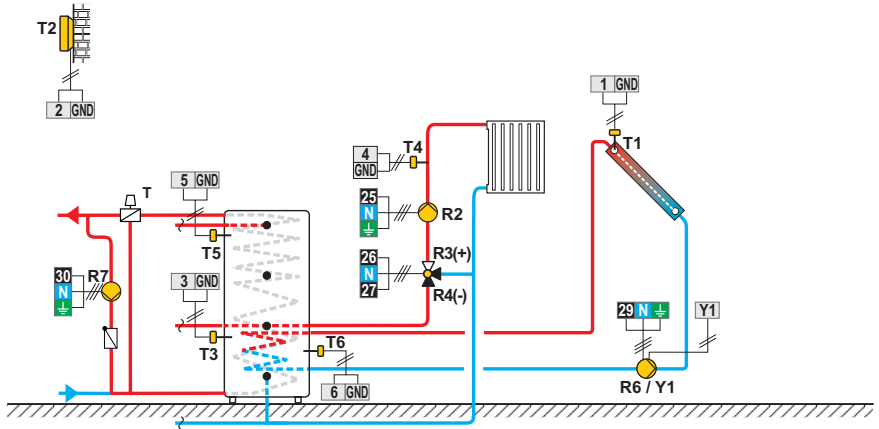 T2
2 GND
1 GND
T1
T4
4
GND
5 GND
T
25
N
R2
T5
R3(+)
26
N
27
R4(-)
30
N
R7
3 GND
T3
T6
6 GND
29 N
Y1
R6 / Y1